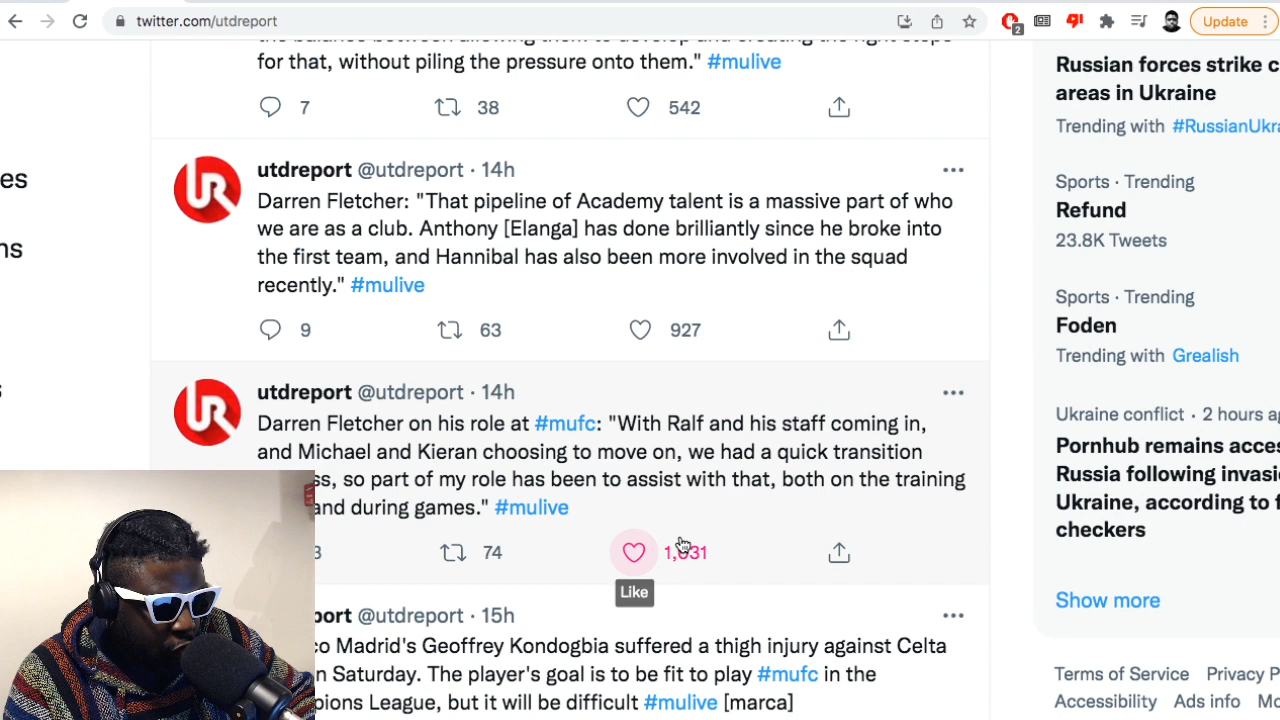 twitter.com/utdreport
2
Update
for that, without piling the pressure onto them." #mulive
7 38 542
utdreport @utdreport · 14h
Darren Fletcher: "That pipeline of Academy talent is a massive part of who
we are as a club. Anthony [Elanga] has done brilliantly since he broke into
the first team, and Hannibal has also been more involved in the squad
recently." #mulive
9 63 927
utdreport @utdreport · 14h
Darren Fletcher on his role at #mufc: "With Ralf and his staff coming in,
and Michael and Kieran choosing to move on, we had a quick transition
ss, so part of my role has been to assist with that, both on the training
and during games." #mulive
74
Like
port @utdreport · 15h
co Madrid's Geoffrey Kondogbia suffered a thigh injury against Celta
n Saturday. The player's goal is to be fit to play #mufc in the
pions League, but it will be difficult #mulive [marca]
es
ns
Russian forces strike c
areas in Ukraine
Trending with #RussianUkra
Sports · Trending
Refund
23.8K Tweets
Sports · Trending
Foden
Trending with Grealish
Ukraine conflict · 2 hours ag
Pornhub remains acces
Russia following invasi
Ukraine, according to f
checkers
Show more
Terms of Service Privacy P
Accessibility Ads info Mo
UR
UR